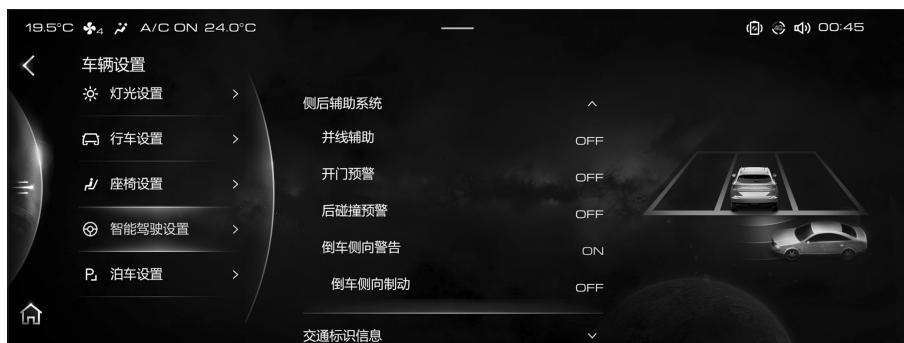 19.5°C 4 A/C ON 24.0°C 4G 00:45
车辆设置
灯光设置
行车设置
座椅设置
智能驾驶设置
泊车设置
侧后辅助系统
并线辅助 OFF
开门预警 OFF
后碰撞预警 OFF
倒车侧向警告 ON
倒车侧向制动 OFF
交通标识信息